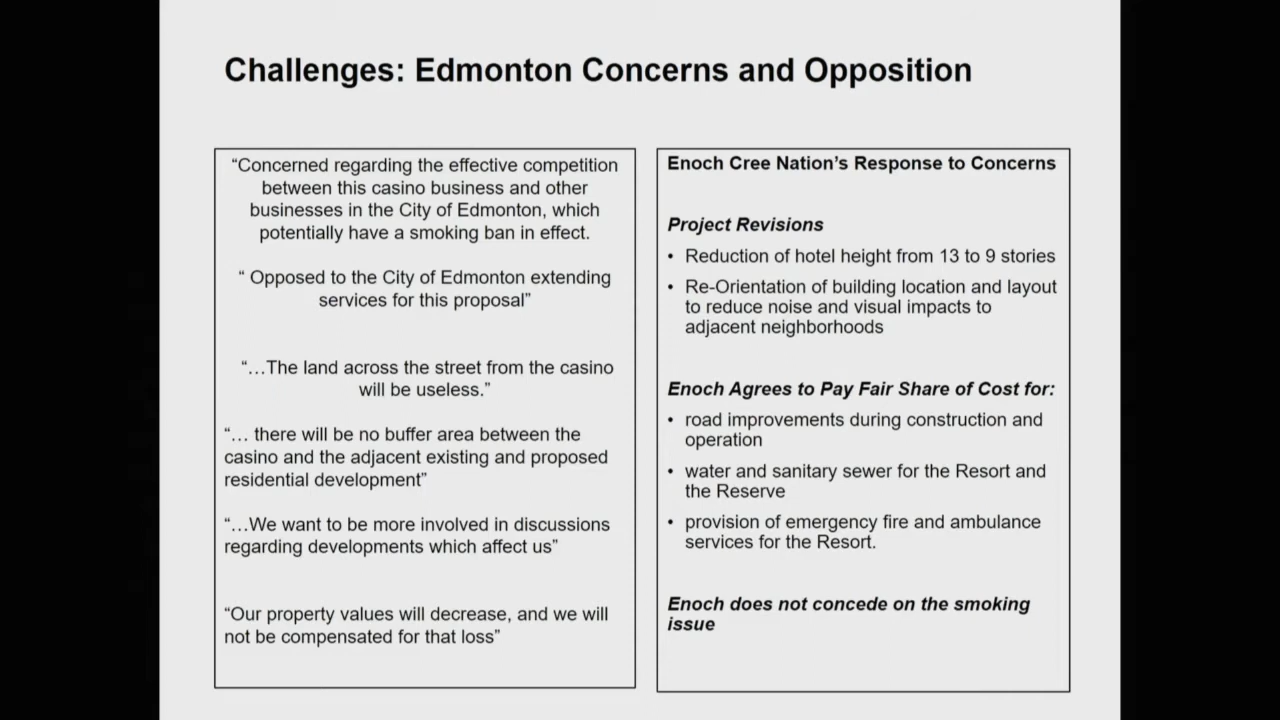 Challenges: Edmonton Concerns and Opposition
“Concerned regarding the effective competition
between this casino business and other
businesses in the City of Edmonton, which
potentially have a smoking ban in effect.
“ Opposed to the City of Edmonton extending
services for this proposal”
“…The land across the street from the casino
will be useless.”
“… there will be no buffer area between the
casino and the adjacent existing and proposed
residential development”
“…We want to be more involved in discussions
regarding developments which affect us”
“Our property values will decrease, and we will
not be compensated for that loss”
Enoch Cree Nation’s Response to Concerns
Project Revisions
• Reduction of hotel height from 13 to 9 stories
• Re-Orientation of building location and layout
to reduce noise and visual impacts to
adjacent neighborhoods
Enoch Agrees to Pay Fair Share of Cost for:
• road improvements during construction and
operation
• water and sanitary sewer for the Resort and
the Reserve
• provision of emergency fire and ambulance
services for the Resort.
Enoch does not concede on the smoking
issue